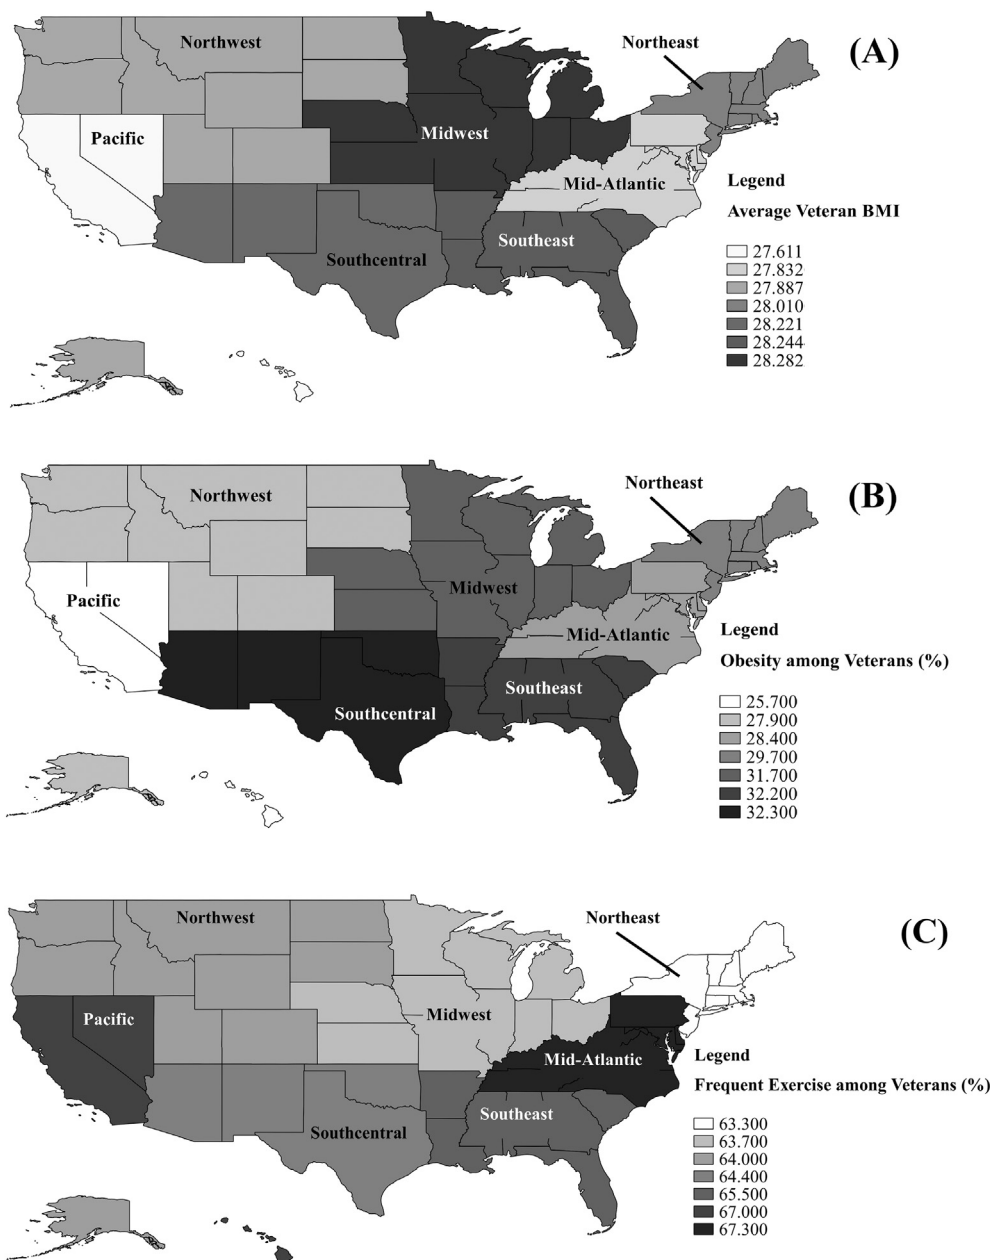 Northwest
Northeast
(A)
Pacific
Midwest
Mid-Atlantic
Southeast
Southcentral
Legend
Average Veteran BMI
27.611
27.832
27.887
28.010
28.221
28.244
28.282
Northwest
Northeast
(B)
Pacific
Midwest
Mid-Atlantic
Southeast
Southcentral
Legend
Obesity among Veterans (%)
25.700
27.900
28.400
29.700
31.700
32.200
32.300
Northwest
Northeast
(C)
Pacific
Midwest
Mid-Atlantic
Southeast
Southcentral
Legend
Frequent Exercise among Veterans (%)
63.300
63.700
64.000
64.400
65.500
67.000
67.300